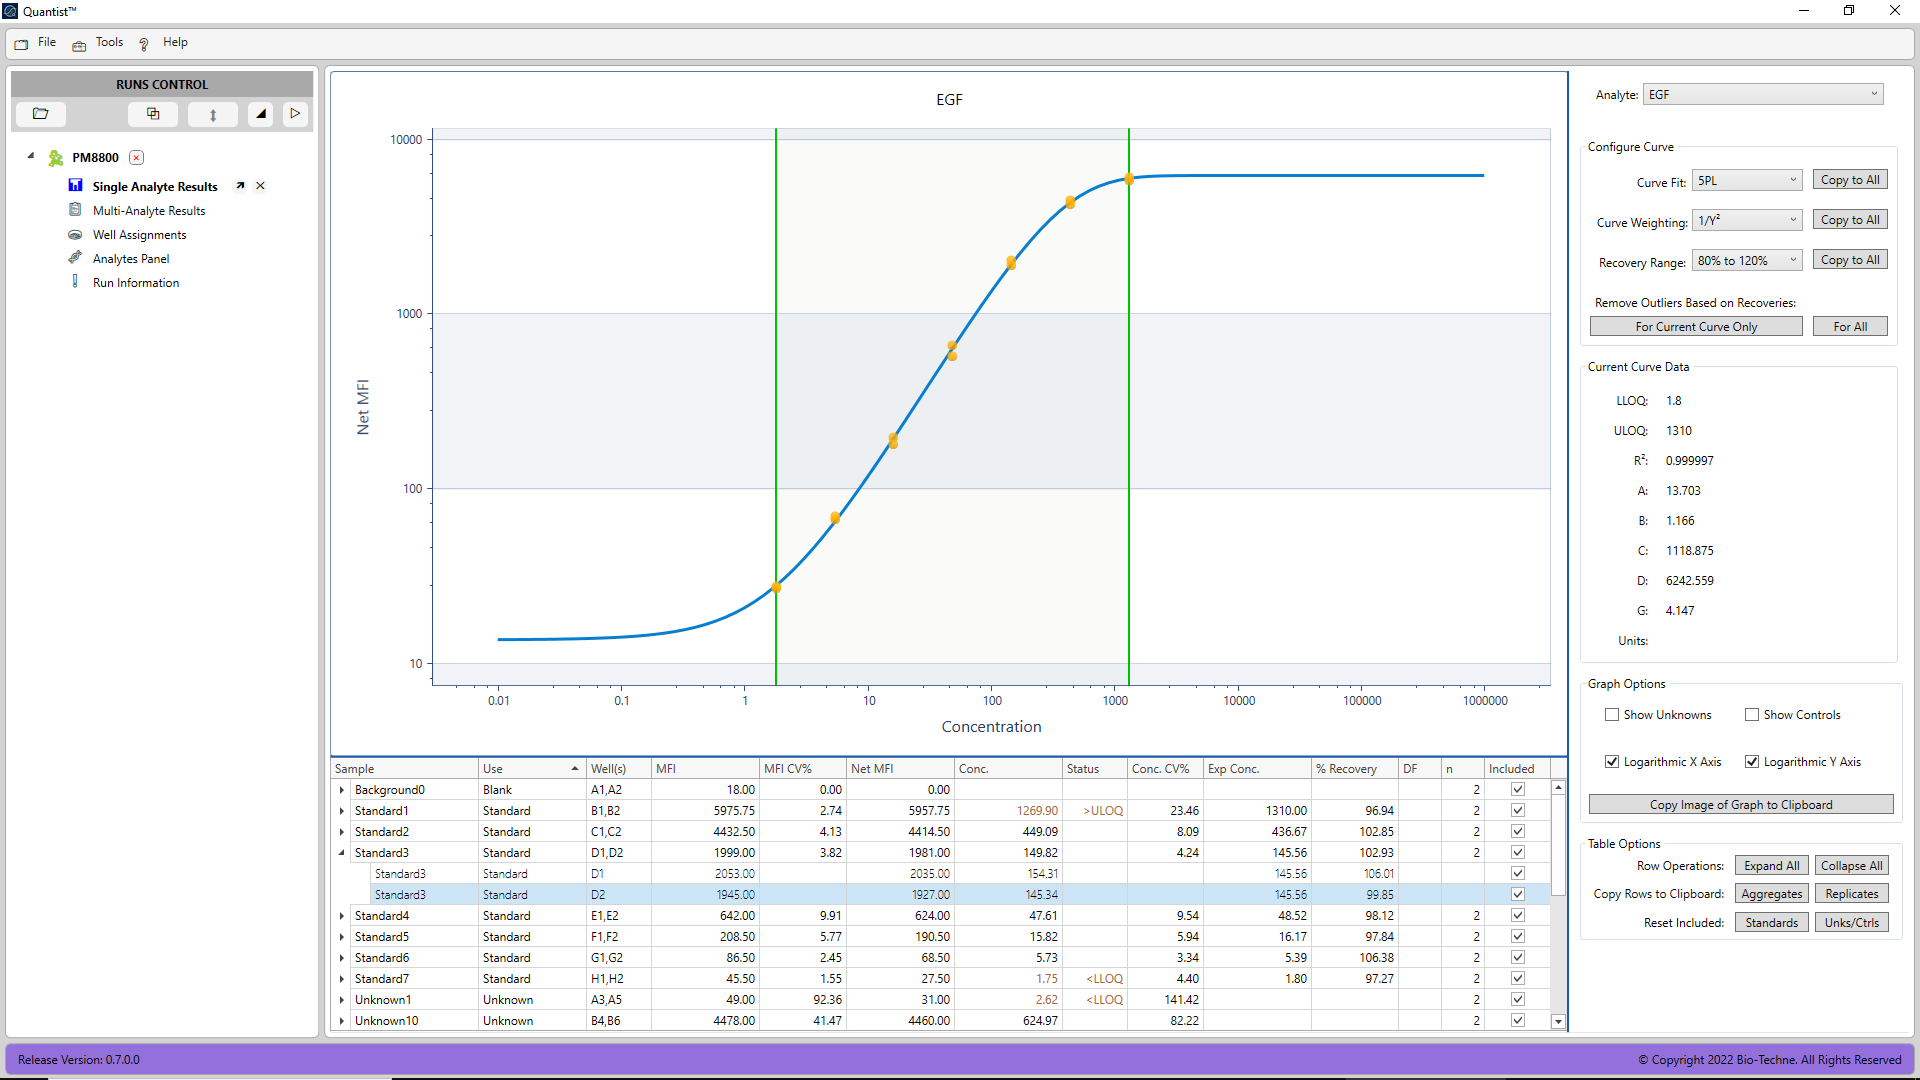 Quantist™
File Tools Help
RUNS CONTROL
PM8800
Single Analyte Results
Multi-Analyte Results
Well Assignments
Analytes Panel
Run Information
EGF
10000
1000
100
10
Net MFI
0.01 0.1 1 10 100 1000 10000 100000 1000000
Concentration
Sample Use Well(s) MFI MFI CV% Net MFI Conc. Status Conc. CV% Exp Conc. % Recovery DF n Included
Background0 Blank A1,A2 18.00 0.00 0.00 2
Standard1 Standard B1,B2 5975.75 2.74 5957.75 1269.90 >ULOQ 23.46 1310.00 96.94 2
Standard2 Standard C1,C2 4432.50 4.13 4414.50 449.09 8.09 436.67 102.85 2
Standard3 Standard D1,D2 1999.00 3.82 1981.00 149.82 4.24 145.56 102.93 2
Standard3 Standard D1 2053.00 2035.00 154.31 145.56 106.01
Standard3 Standard D2 1945.00 1927.00 145.34 145.56 99.85
Standard4 Standard E1,E2 642.00 9.91 624.00 47.61 9.54 48.52 98.12 2
Standard5 Standard F1,F2 208.50 5.77 190.50 15.82 5.94 16.17 97.84 2
Standard6 Standard G1,G2 86.50 2.45 68.50 5.73 3.34 5.39 106.38 2
Standard7 Standard H1,H2 45.50 1.55 27.50 1.75 <LLOQ 4.40 1.80 97.27 2
Unknown1 Unknown A3,A5 49.00 92.36 31.00 2.62 <LLOQ 141.42 2
Unknown10 Unknown B4,B6 4478.00 41.47 4460.00 624.97 82.22 2
Analyte: EGF
Configure Curve
Curve Fit: 5PL Copy to All
Curve Weighting: 1/Y² Copy to All
Recovery Range: 80% to 120% Copy to All
Remove Outliers Based on Recoveries:
For Current Curve Only For All
Current Curve Data
LLOQ: 1.8
ULOQ: 1310
R²: 0.999997
A: 13.703
B: 1.166
C: 1118.875
D: 6242.559
G: 4.147
Units:
Graph Options
Show Unknowns Show Controls
Logarithmic X Axis Logarithmic Y Axis
Copy Image of Graph to Clipboard
Table Options
Row Operations: Expand All Collapse All
Copy Rows to Clipboard: Aggregates Replicates
Reset Included: Standards Unks/Ctrls
Release Version: 0.7.0.0
© Copyright 2022 Bio-Techne. All Rights Reserved